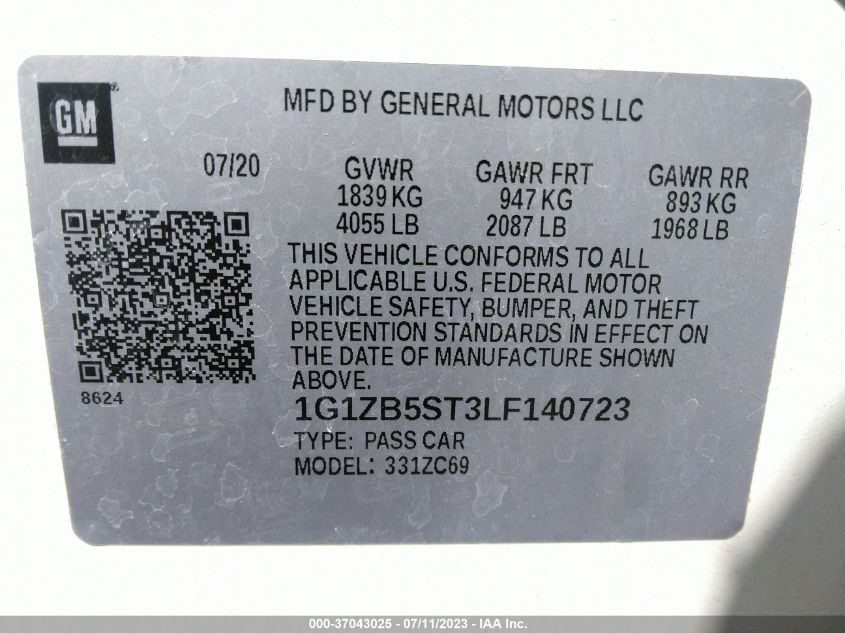 GM
MFD BY GENERAL MOTORS LLC
07/20 GVWR GAWR FRT GAWR RR
1839 KG 947 KG 893 KG
4055 LB 2087 LB 1968 LB
THIS VEHICLE CONFORMS TO ALL
APPLICABLE U.S. FEDERAL MOTOR
VEHICLE SAFETY, BUMPER, AND THEFT
PREVENTION STANDARDS IN EFFECT ON
THE DATE OF MANUFACTURE SHOWN
ABOVE.
8624
1G1ZB5ST3LF140723
TYPE: PASS CAR
MODEL: 331ZC69
000-37043025 - 07/11/2023 - IAA Inc.